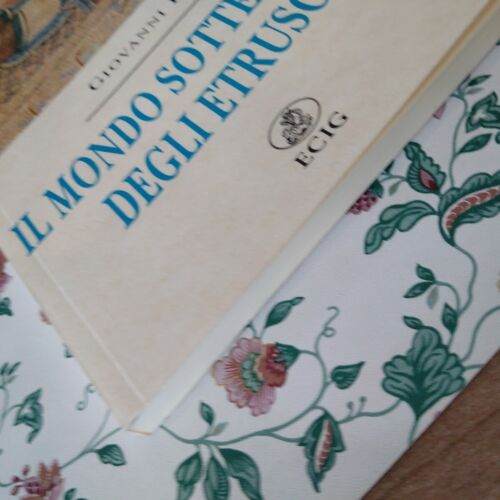 GIOVANNI
IL MONDO SOTTE
DEGLI ETRUSC
ECIG